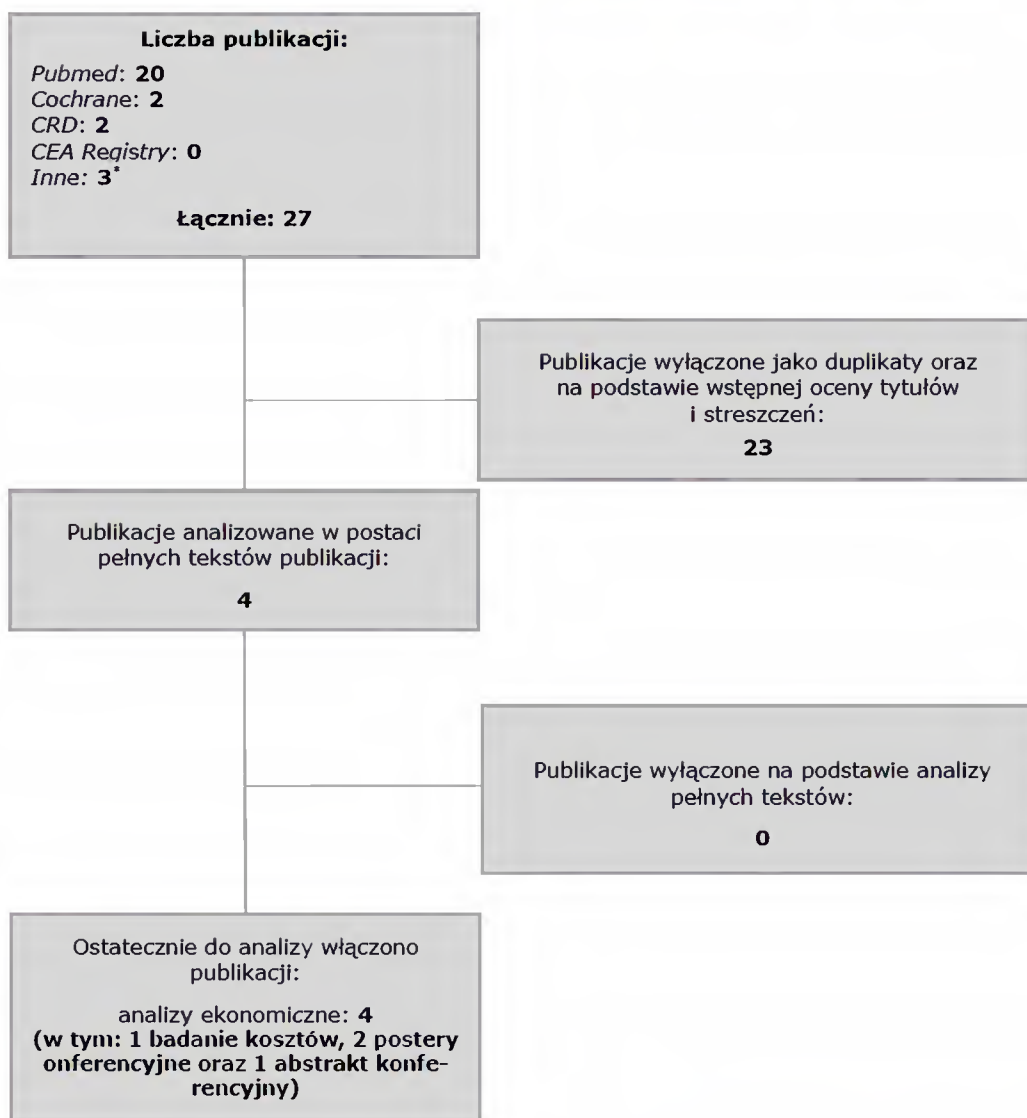 Liczba publikacji:
Pubmed: 20
Cochrane: 2
CRD: 2
CEA Registry: 0
Inne: 3*
Łącznie: 27
Publikacje wyłączone jako duplikaty oraz
na podstawie wstępnej oceny tytułów
i streszczeń:
23
Publikacje analizowane w postaci
pełnych tekstów publikacji:
4
Publikacje wyłączone na podstawie analizy
pełnych tekstów:
0
Ostatecznie do analizy włączono
publikacji:
analizy ekonomiczne: 4
(w tym: 1 badanie kosztów, 2 postery
onferencyjne oraz 1 abstrakt konfe-
rencyjny)